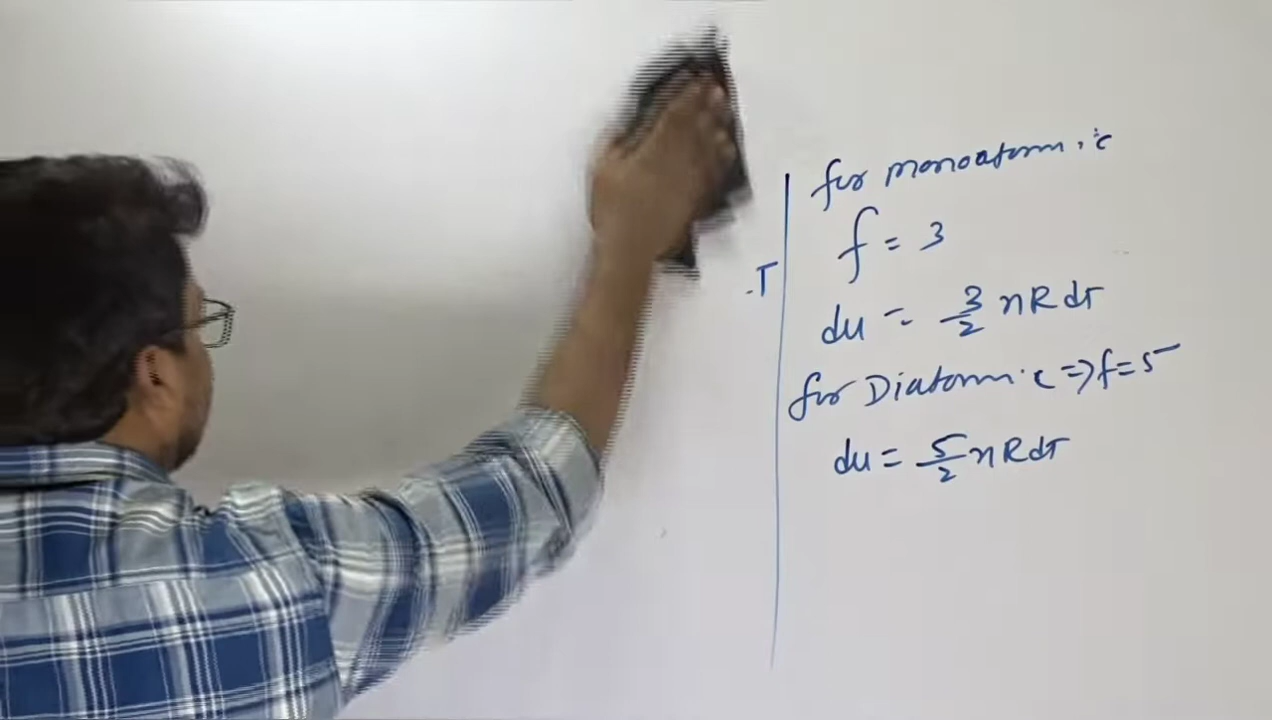 for monoatomic
f = 3
.T
du = 3/2 nRdT
for Diatomic => f=5
du = 5/2 nRdT